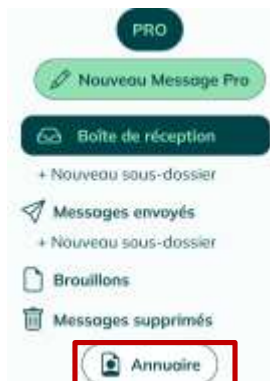 PRO
Nouveau Message Pro
Boîte de réception
+ Nouveau sous-dossier
Messages envoyés
+ Nouveau sous-dossier
Brouillons
Messages supprimés
Annuaire